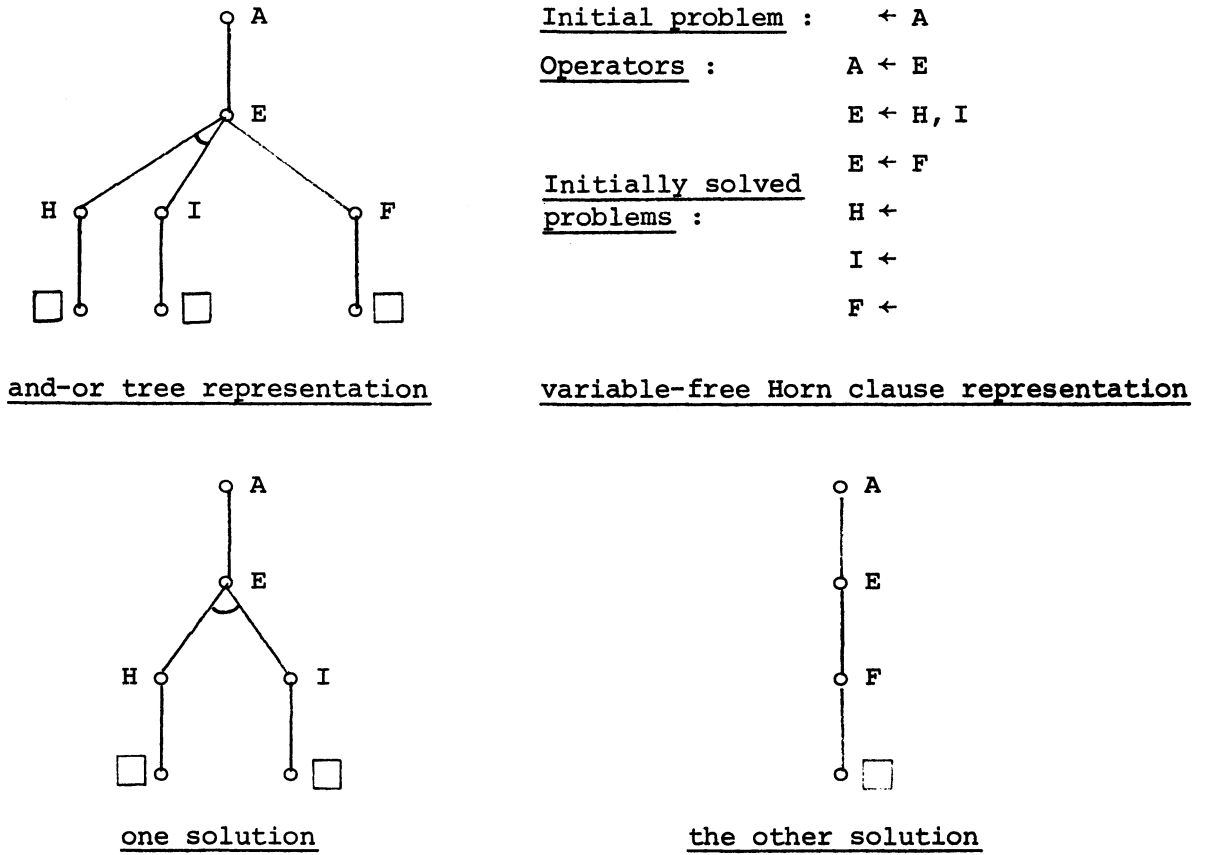 A
E
H I F
and-or tree representation
Initial problem : ← A
Operators : A ← E
E ← H, I
E ← F
Initially solved
problems : H ←
I ←
F ←
variable-free Horn clause representation
A
E
H I
one solution
A
E
F
the other solution